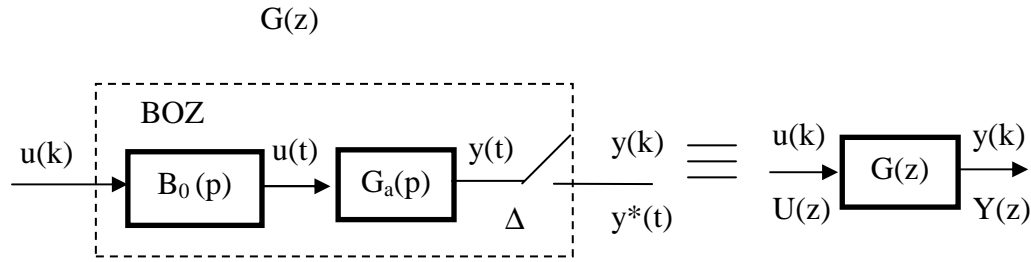 G(z)
BOZ
u(k)
B₀(p)
u(t)
Gₐ(p)
y(t)
Δ
y(k)
y*(t)
u(k)
U(z)
G(z)
y(k)
Y(z)